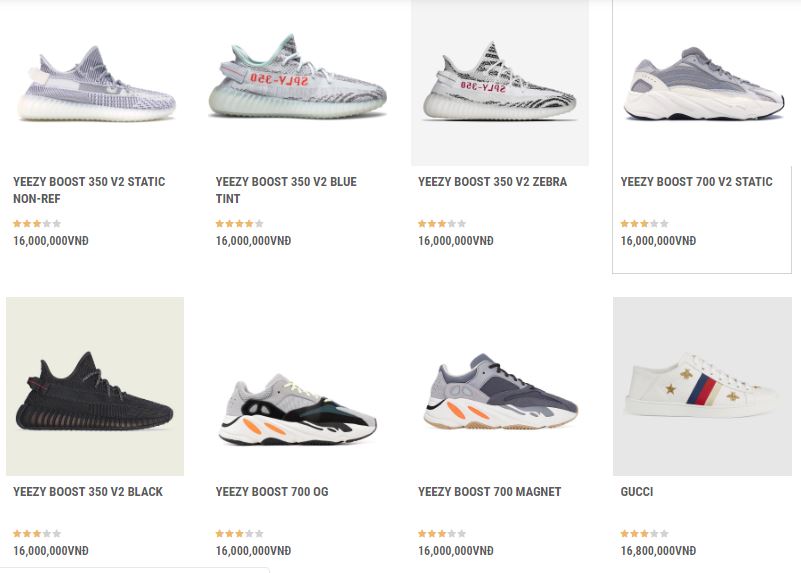 YEEZY BOOST 350 V2 STATIC
NON-REF
16,000,000VNĐ
YEEZY BOOST 350 V2 BLUE
TINT
16,000,000VNĐ
YEEZY BOOST 350 V2 ZEBRA
16,000,000VNĐ
YEEZY BOOST 700 V2 STATIC
16,000,000VNĐ
SPLY-350
SPLY-350
YEEZY BOOST 350 V2 BLACK
16,000,000VNĐ
YEEZY BOOST 700 OG
16,000,000VNĐ
YEEZY BOOST 700 MAGNET
16,000,000VNĐ
GUCCI
16,800,000VNĐ